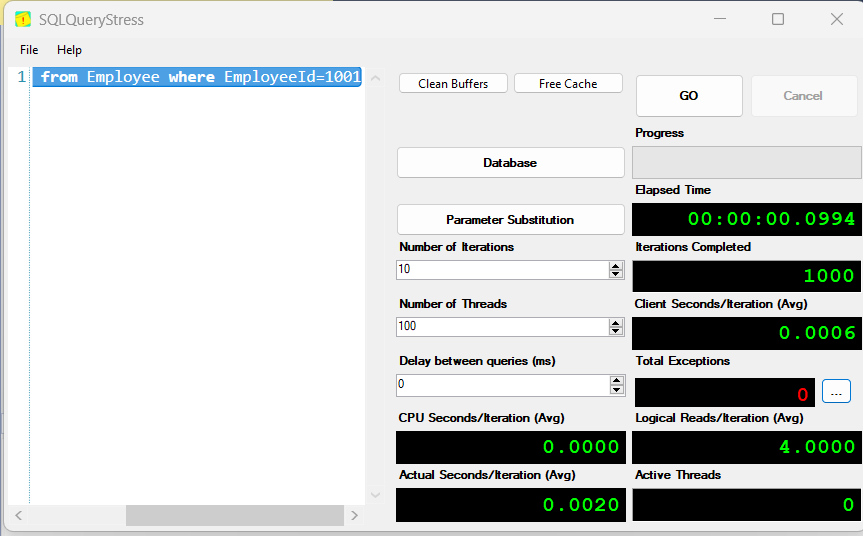 SQLQueryStress
File Help
1 from Employee where EmployeeId=1001
Clean Buffers Free Cache
GO Cancel
Database
Parameter Substitution
Number of Iterations
10
Number of Threads
100
Delay between queries (ms)
0
CPU Seconds/Iteration (Avg)
0.0000
Actual Seconds/Iteration (Avg)
0.0020
Progress
Elapsed Time
00:00:00.0994
Iterations Completed
1000
Client Seconds/Iteration (Avg)
0.0006
Total Exceptions
0 ...
Logical Reads/Iteration (Avg)
4.0000
Active Threads
0